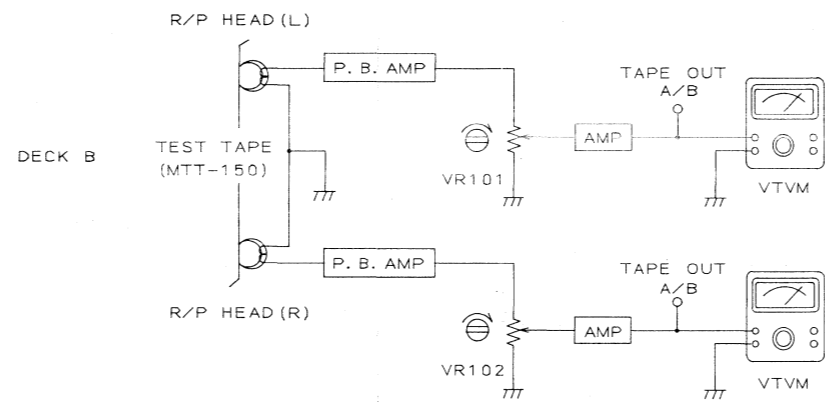 R/P HEAD (L)
P. B. AMP
TAPE OUT
A/B
AMP
VTVM
VR101
DECK B
TEST TAPE
(MTT-150)
P. B. AMP
TAPE OUT
A/B
AMP
VTVM
VR102
R/P HEAD (R)